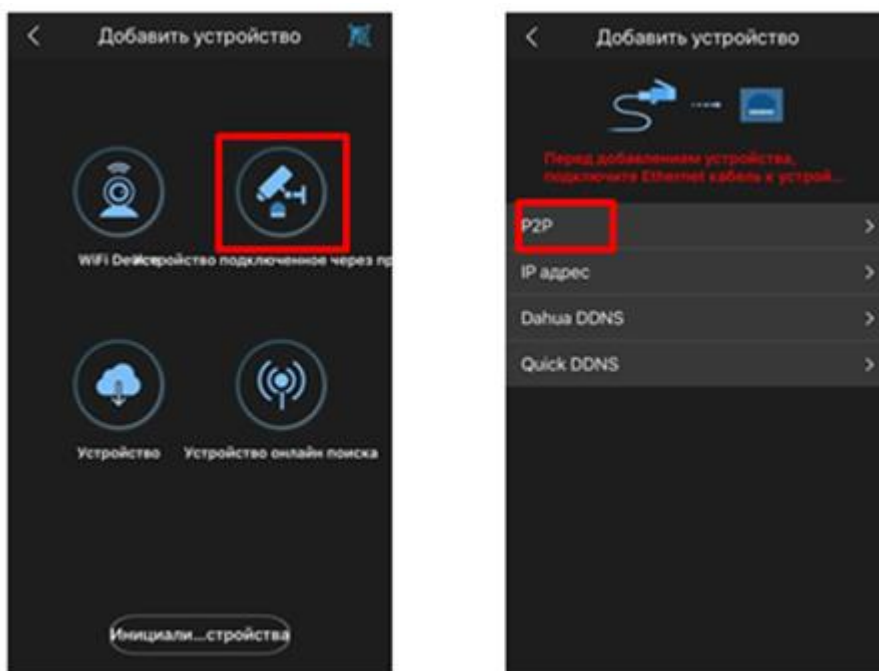 Добавить устройство
WiFi Device
Устройство подключенное через пр
Устройство
Устройство онлайн поиска
Инициали...стройства
Добавить устройство
Перед добавлением устройства,
подключите Ethernet кабель к устрой...
P2P
IP адрес
Dahua DDNS
Quick DDNS